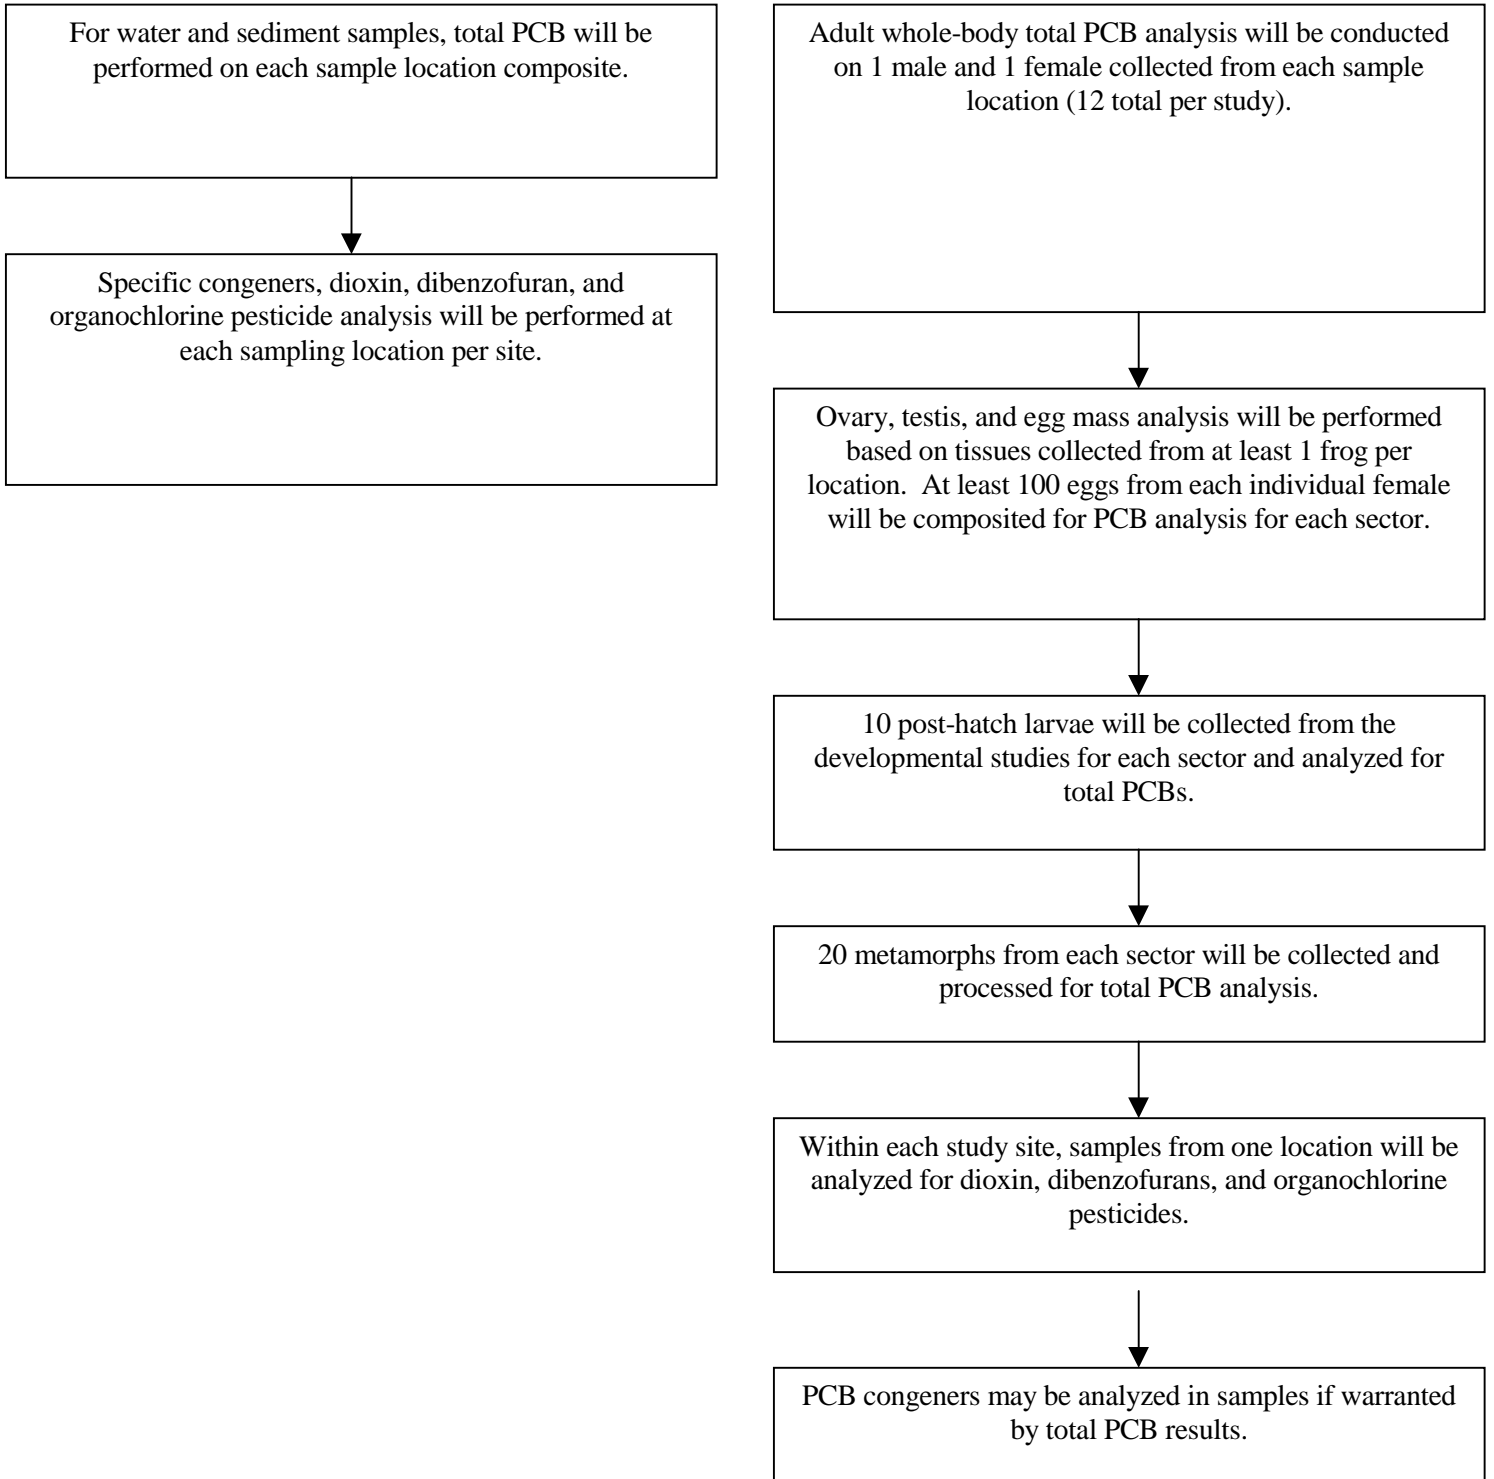 For water and sediment samples, total PCB will be
performed on each sample location composite.
Specific congeners, dioxin, dibenzofuran, and
organochlorine pesticide analysis will be performed at
each sampling location per site.
Adult whole-body total PCB analysis will be conducted
on 1 male and 1 female collected from each sample
location (12 total per study).
Ovary, testis, and egg mass analysis will be performed
based on tissues collected from at least 1 frog per
location.  At least 100 eggs from each individual female
will be composited for PCB analysis for each sector.
10 post-hatch larvae will be collected from the
developmental studies for each sector and analyzed for
total PCBs.
20 metamorphs from each sector will be collected and
processed for total PCB analysis.
Within each study site, samples from one location will be
analyzed for dioxin, dibenzofurans, and organochlorine
pesticides.
PCB congeners may be analyzed in samples if warranted
by total PCB results.